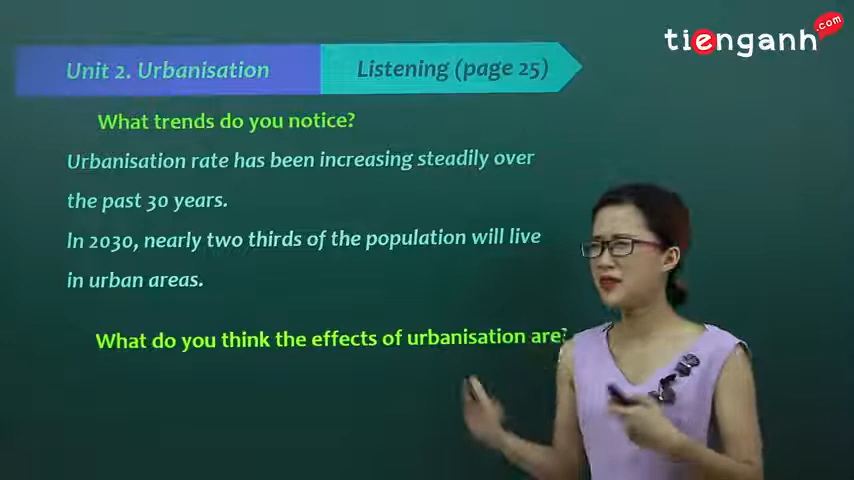 tienganh.com
Unit 2. Urbanisation
Listening (page 25)
What trends do you notice?
Urbanisation rate has been increasing steadily over
the past 30 years.
In 2030, nearly two thirds of the population will live
in urban areas.
What do you think the effects of urbanisation are?